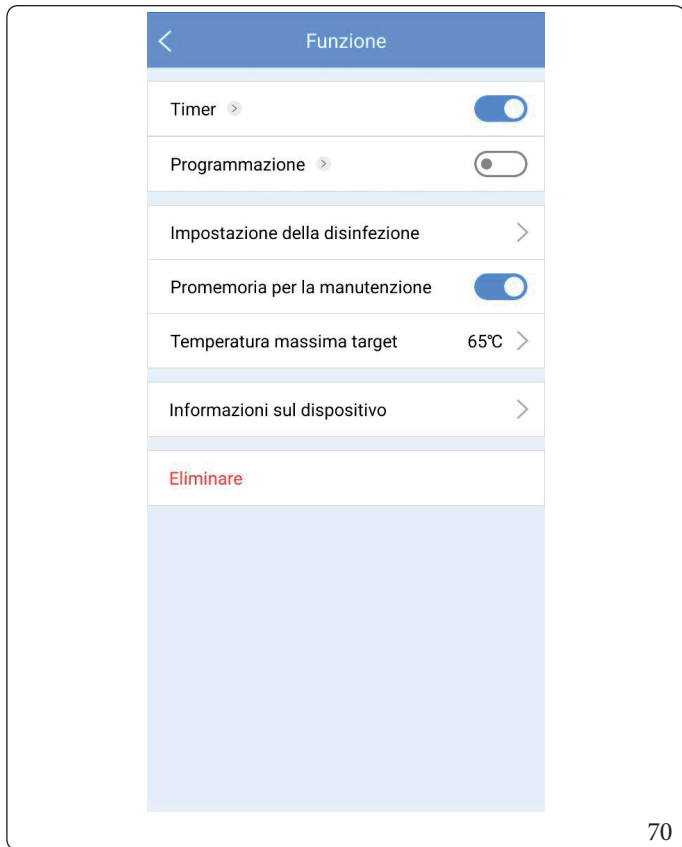 Funzione
Timer
Programmazione
Impostazione della disinfezione
Promemoria per la manutenzione
Temperatura massima target 65℃
Informazioni sul dispositivo
Eliminare
70